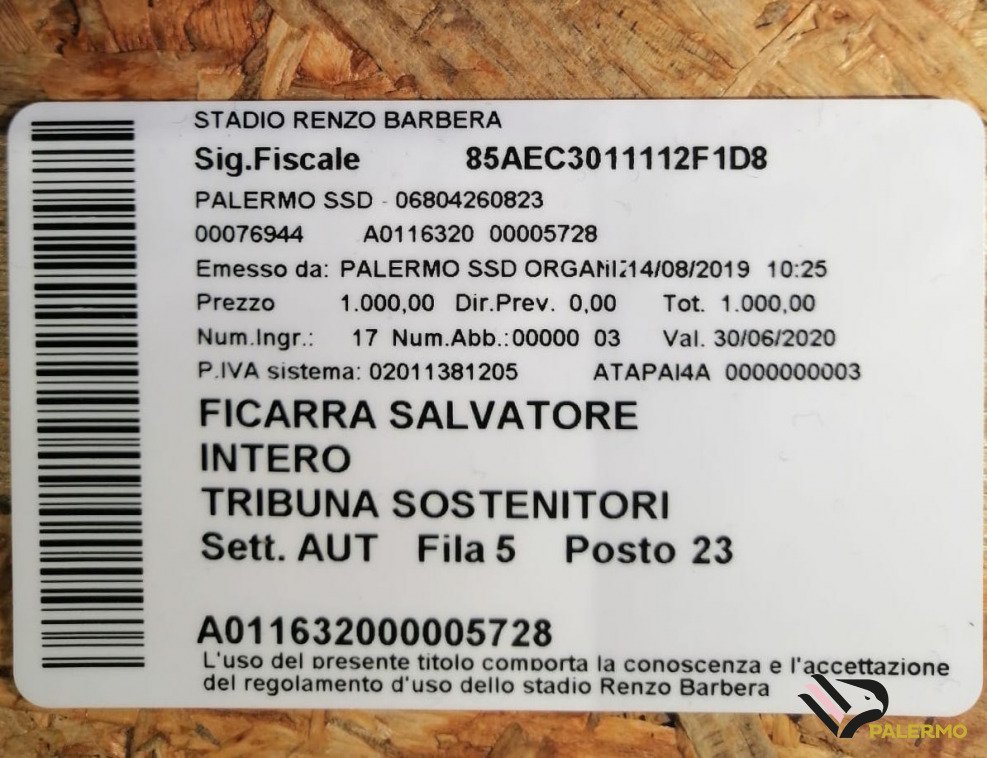 STADIO RENZO BARBERA
Sig.Fiscale 85AEC3011112F1D8
PALERMO SSD - 06804260823
00076944 A0116320 00005728
Emesso da: PALERMO SSD ORGANIZ14/08/2019 10:25
Prezzo 1.000,00 Dir.Prev. 0,00 Tot. 1.000,00
Num.Ingr.: 17 Num.Abb.:00000 03 Val. 30/06/2020
P.IVA sistema: 02011381205 ATAPAI4A 0000000003
FICARRA SALVATORE
INTERO
TRIBUNA SOSTENITORI
Sett. AUT Fila 5 Posto 23
A011632000005728
L'uso del presente titolo comporta la conoscenza e l'accettazione
del regolamento d'uso dello stadio Renzo Barbera
PALERMO